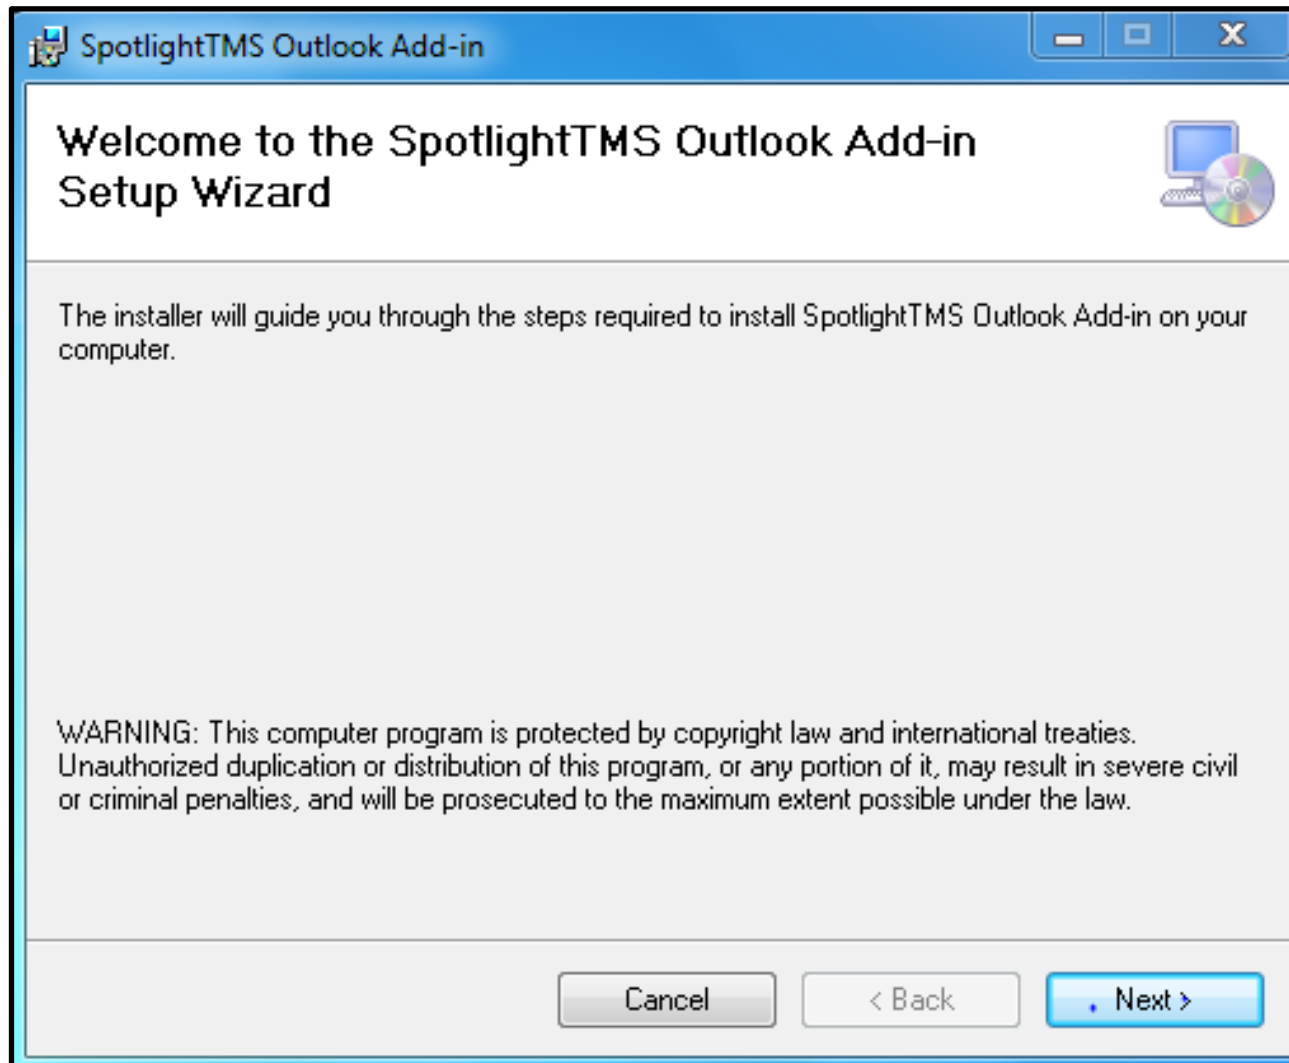 SpotlightTMS Outlook Add-in
Welcome to the SpotlightTMS Outlook Add-in
Setup Wizard
The installer will guide you through the steps required to install SpotlightTMS Outlook Add-in on your
computer.
WARNING: This computer program is protected by copyright law and international treaties.
Unauthorized duplication or distribution of this program, or any portion of it, may result in severe civil
or criminal penalties, and will be prosecuted to the maximum extent possible under the law.
Cancel < Back Next >